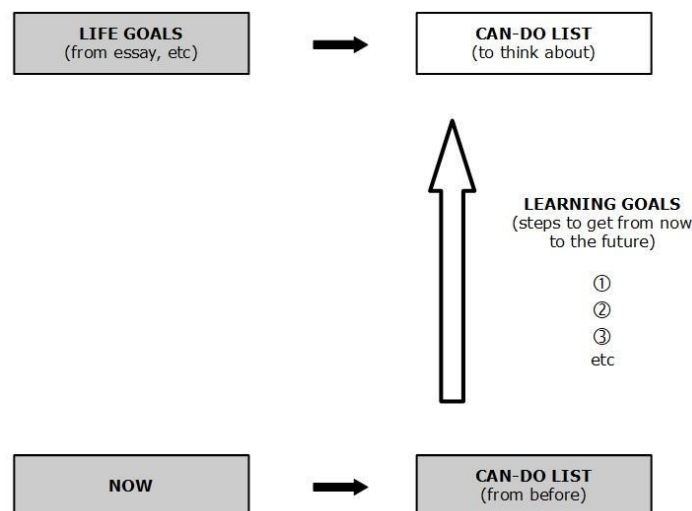 LIFE GOALS
(from essay, etc)
CAN-DO LIST
(to think about)
LEARNING GOALS
(steps to get from now
to the future)
①
②
③
etc
NOW
CAN-DO LIST
(from before)